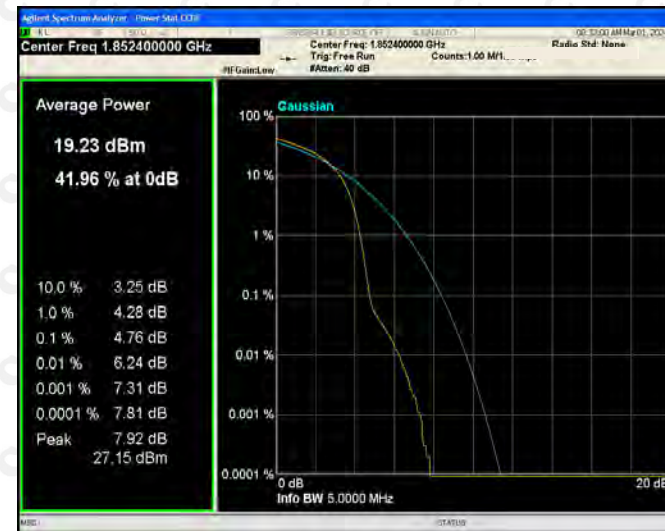 Agilent Spectrum Analyzer - Power Stat CCDF
Center Freq 1.852400000 GHz
Center Freq: 1.852400000 GHz
Radio Std: None
Trig: Free Run
Counts:1.00 M/1.
#IFGain:Low
#Atten: 40 dB
Average Power
19.23 dBm
41.96 % at 0dB
10.0 % 3.25 dB
1.0 % 4.28 dB
0.1 % 4.76 dB
0.01 % 6.24 dB
0.001 % 7.31 dB
0.0001 % 7.81 dB
Peak 7.92 dB
27.15 dBm
Gaussian
100 %
10 %
1 %
0.1 %
0.01 %
0.001 %
0.0001 %
0 dB
20 dB
Info BW 5.0000 MHz
MSG
STATUS